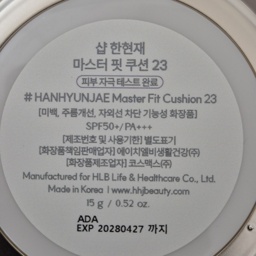 샵 한현재
마스터 핏 쿠션 23
피부 자극 테스트 완료
# HANHYUNJAE Master Fit Cushion 23
[미백, 주름개선, 자외선 차단 기능성 화장품]
SPF50+/PA+++
[제조번호 및 사용기한] 별도표기
[화장품책임판매업자] 에이치엘비생활건강(주)
[화장품제조업자] 코스맥스(주)
Manufactured for HLB Life & Healthcare Co., Ltd.
Made in Korea | www.hhjbeauty.com
15 g / 0.52 oz.
ADA
EXP 20280427 까지